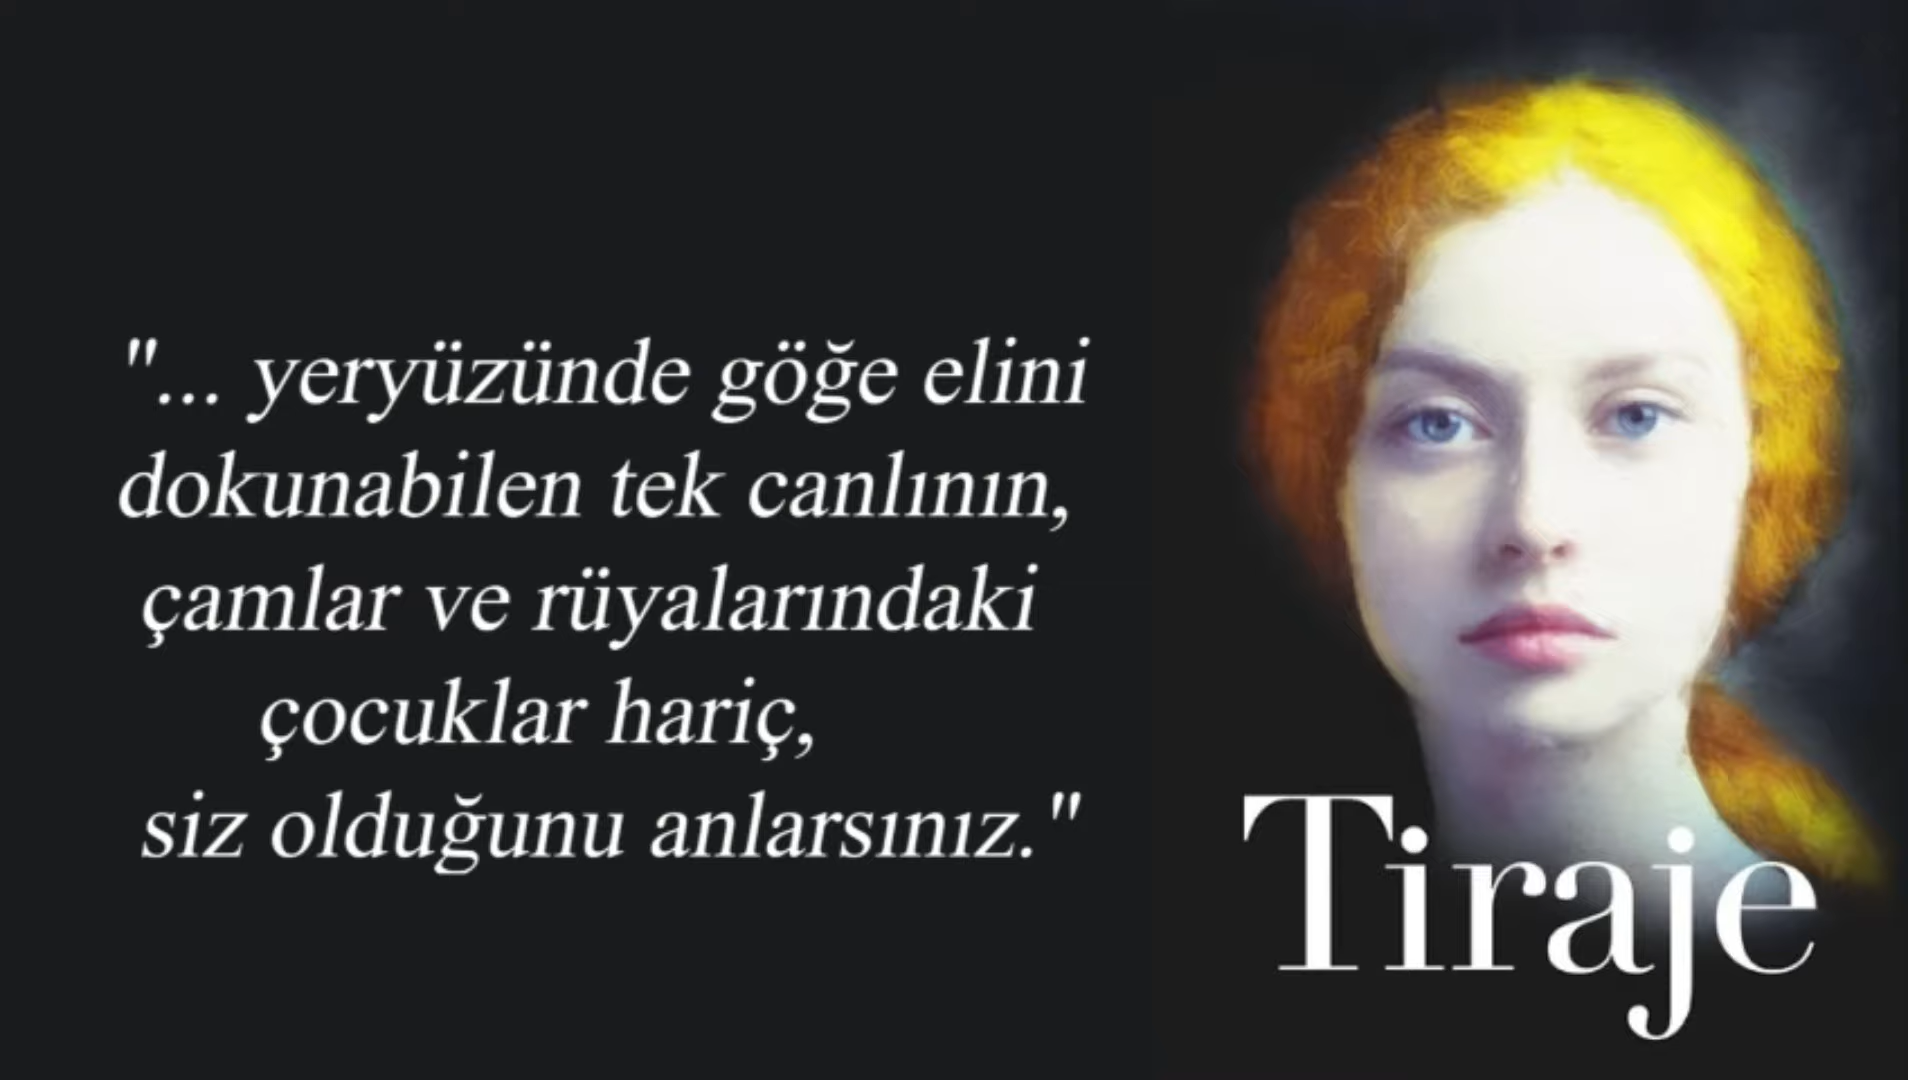 "... yeryüzünde göğe elini
dokunabilen tek canlının,
çamlar ve rüyalarındaki
çocuklar hariç,
siz olduğunu anlarsınız."
Tiraje